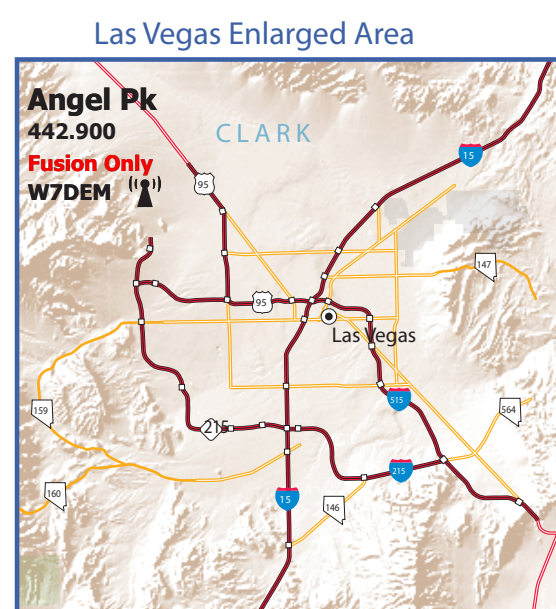 Las Vegas Enlarged Area
Angel Pk
442.900
CLARK
Fusion Only
W7DEM
15
95
147
95
Las Vegas
515
159
564
215
215
160
15
146